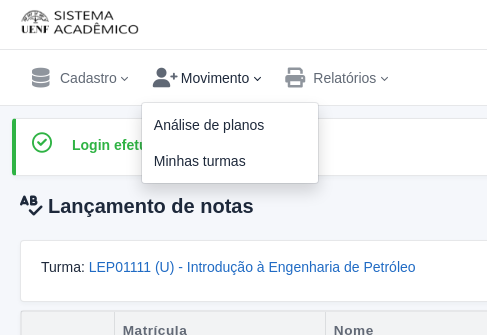 SISTEMA
UENF ACADÊMICO
Cadastro Movimento Relatórios
Análise de planos
Login efetu
Minhas turmas
AB Lançamento de notas
Turma: LEP01111 (U) - Introdução à Engenharia de Petróleo
Matrícula Nome